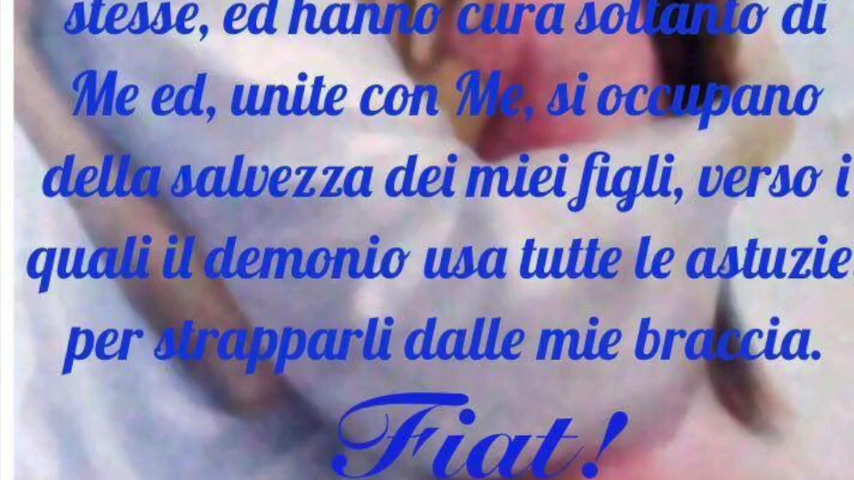 stesse, ed hanno cura soltanto di
Me ed, unite con Me, si occupano
della salvezza dei miei figli, verso i
quali il demonio usa tutte le astuzie
per strapparli dalle mie braccia.
Fiat!